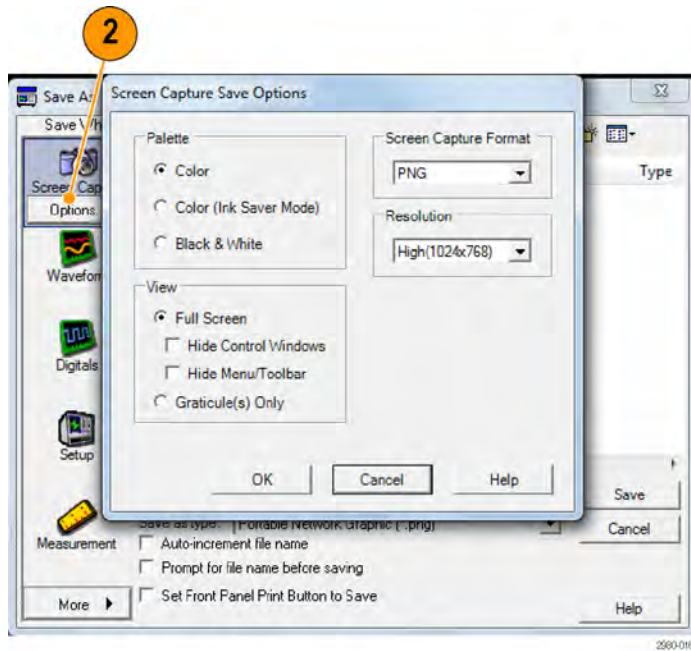 2
Save A
Screen Capture Save Options
Save Wh
Palette
Color
Color (Ink Saver Mode)
Black & White
Screen Capture Format
PNG
Resolution
High(1024x768)
View
Full Screen
Hide Control Windows
Hide Menu/Toolbar
Graticule(s) Only
OK
Cancel
Help
Type
Screen Cap
Options
Wavefor
Digitals
Setup
Measurement
More
Save as type: Portable Network Graphic (*.png)
Auto-increment file name
Prompt for file name before saving
Set Front Panel Print Button to Save
Save
Cancel
Help